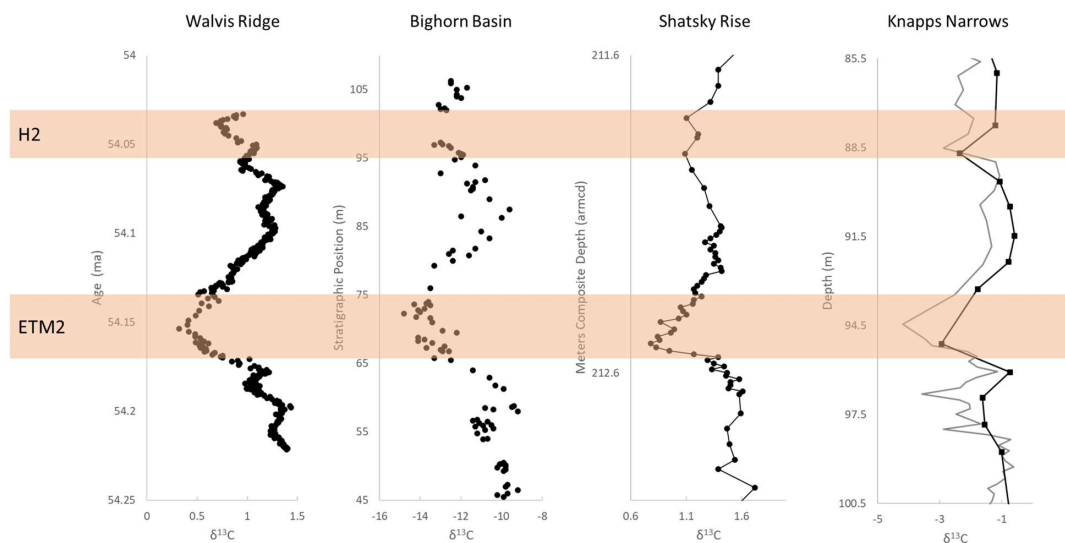 Walvis Ridge
Bighorn Basin
Shatsky Rise
Knapps Narrows
H2
ETM2
54
54.05
54.1
54.15
54.2
54.25
Age (ma)
0
0.5
1
1.5
δ¹³C
105
95
85
75
65
55
45
Stratigraphic Position (m)
-16
-14
-12
-10
-8
δ¹³C
211.6
212.6
Meters Composite Depth (armcd)
0.6
1.1
1.6
δ¹³C
85.5
88.5
91.5
94.5
97.5
100.5
Depth (m)
-5
-3
-1
1
δ¹³C